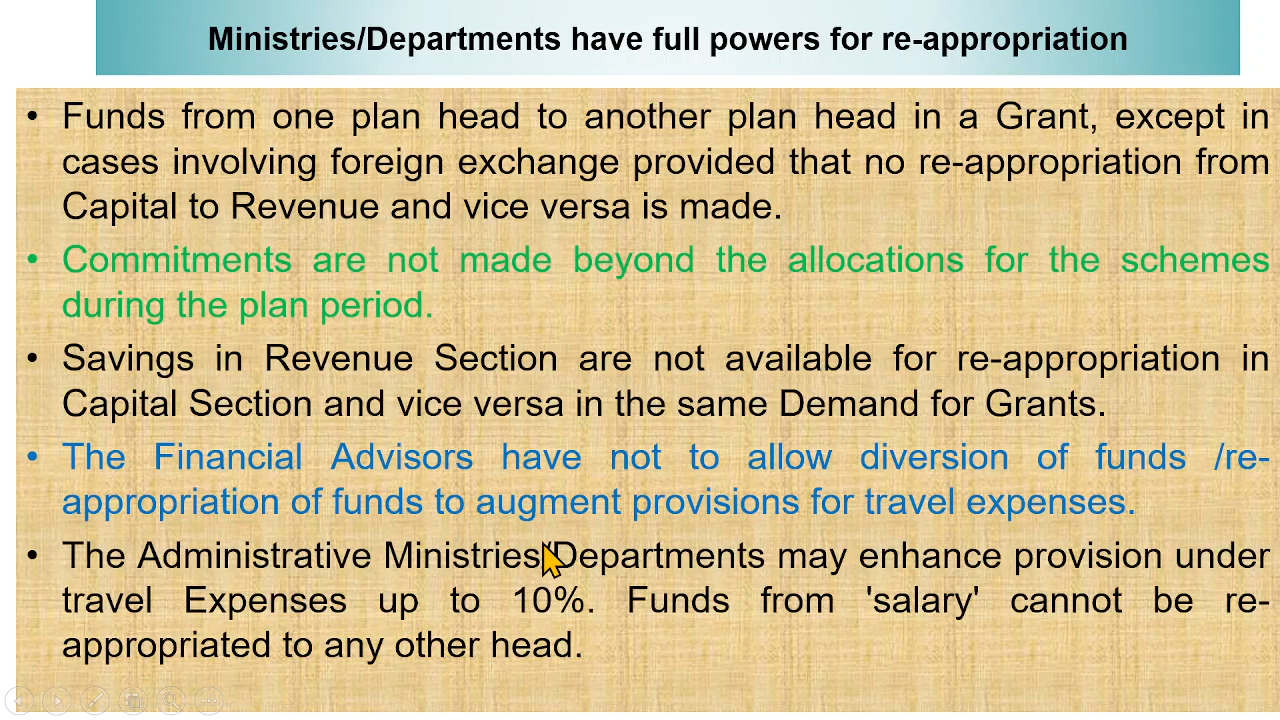 Ministries/Departments have full powers for re-appropriation
• Funds from one plan head to another plan head in a Grant, except in
cases involving foreign exchange provided that no re-appropriation from
Capital to Revenue and vice versa is made.
• Commitments are not made beyond the allocations for the schemes
during the plan period.
• Savings in Revenue Section are not available for re-appropriation in
Capital Section and vice versa in the same Demand for Grants.
• The Financial Advisors have not to allow diversion of funds /re-
appropriation of funds to augment provisions for travel expenses.
• The Administrative Ministries/Departments may enhance provision under
travel Expenses up to 10%. Funds from 'salary' cannot be re-
appropriated to any other head.